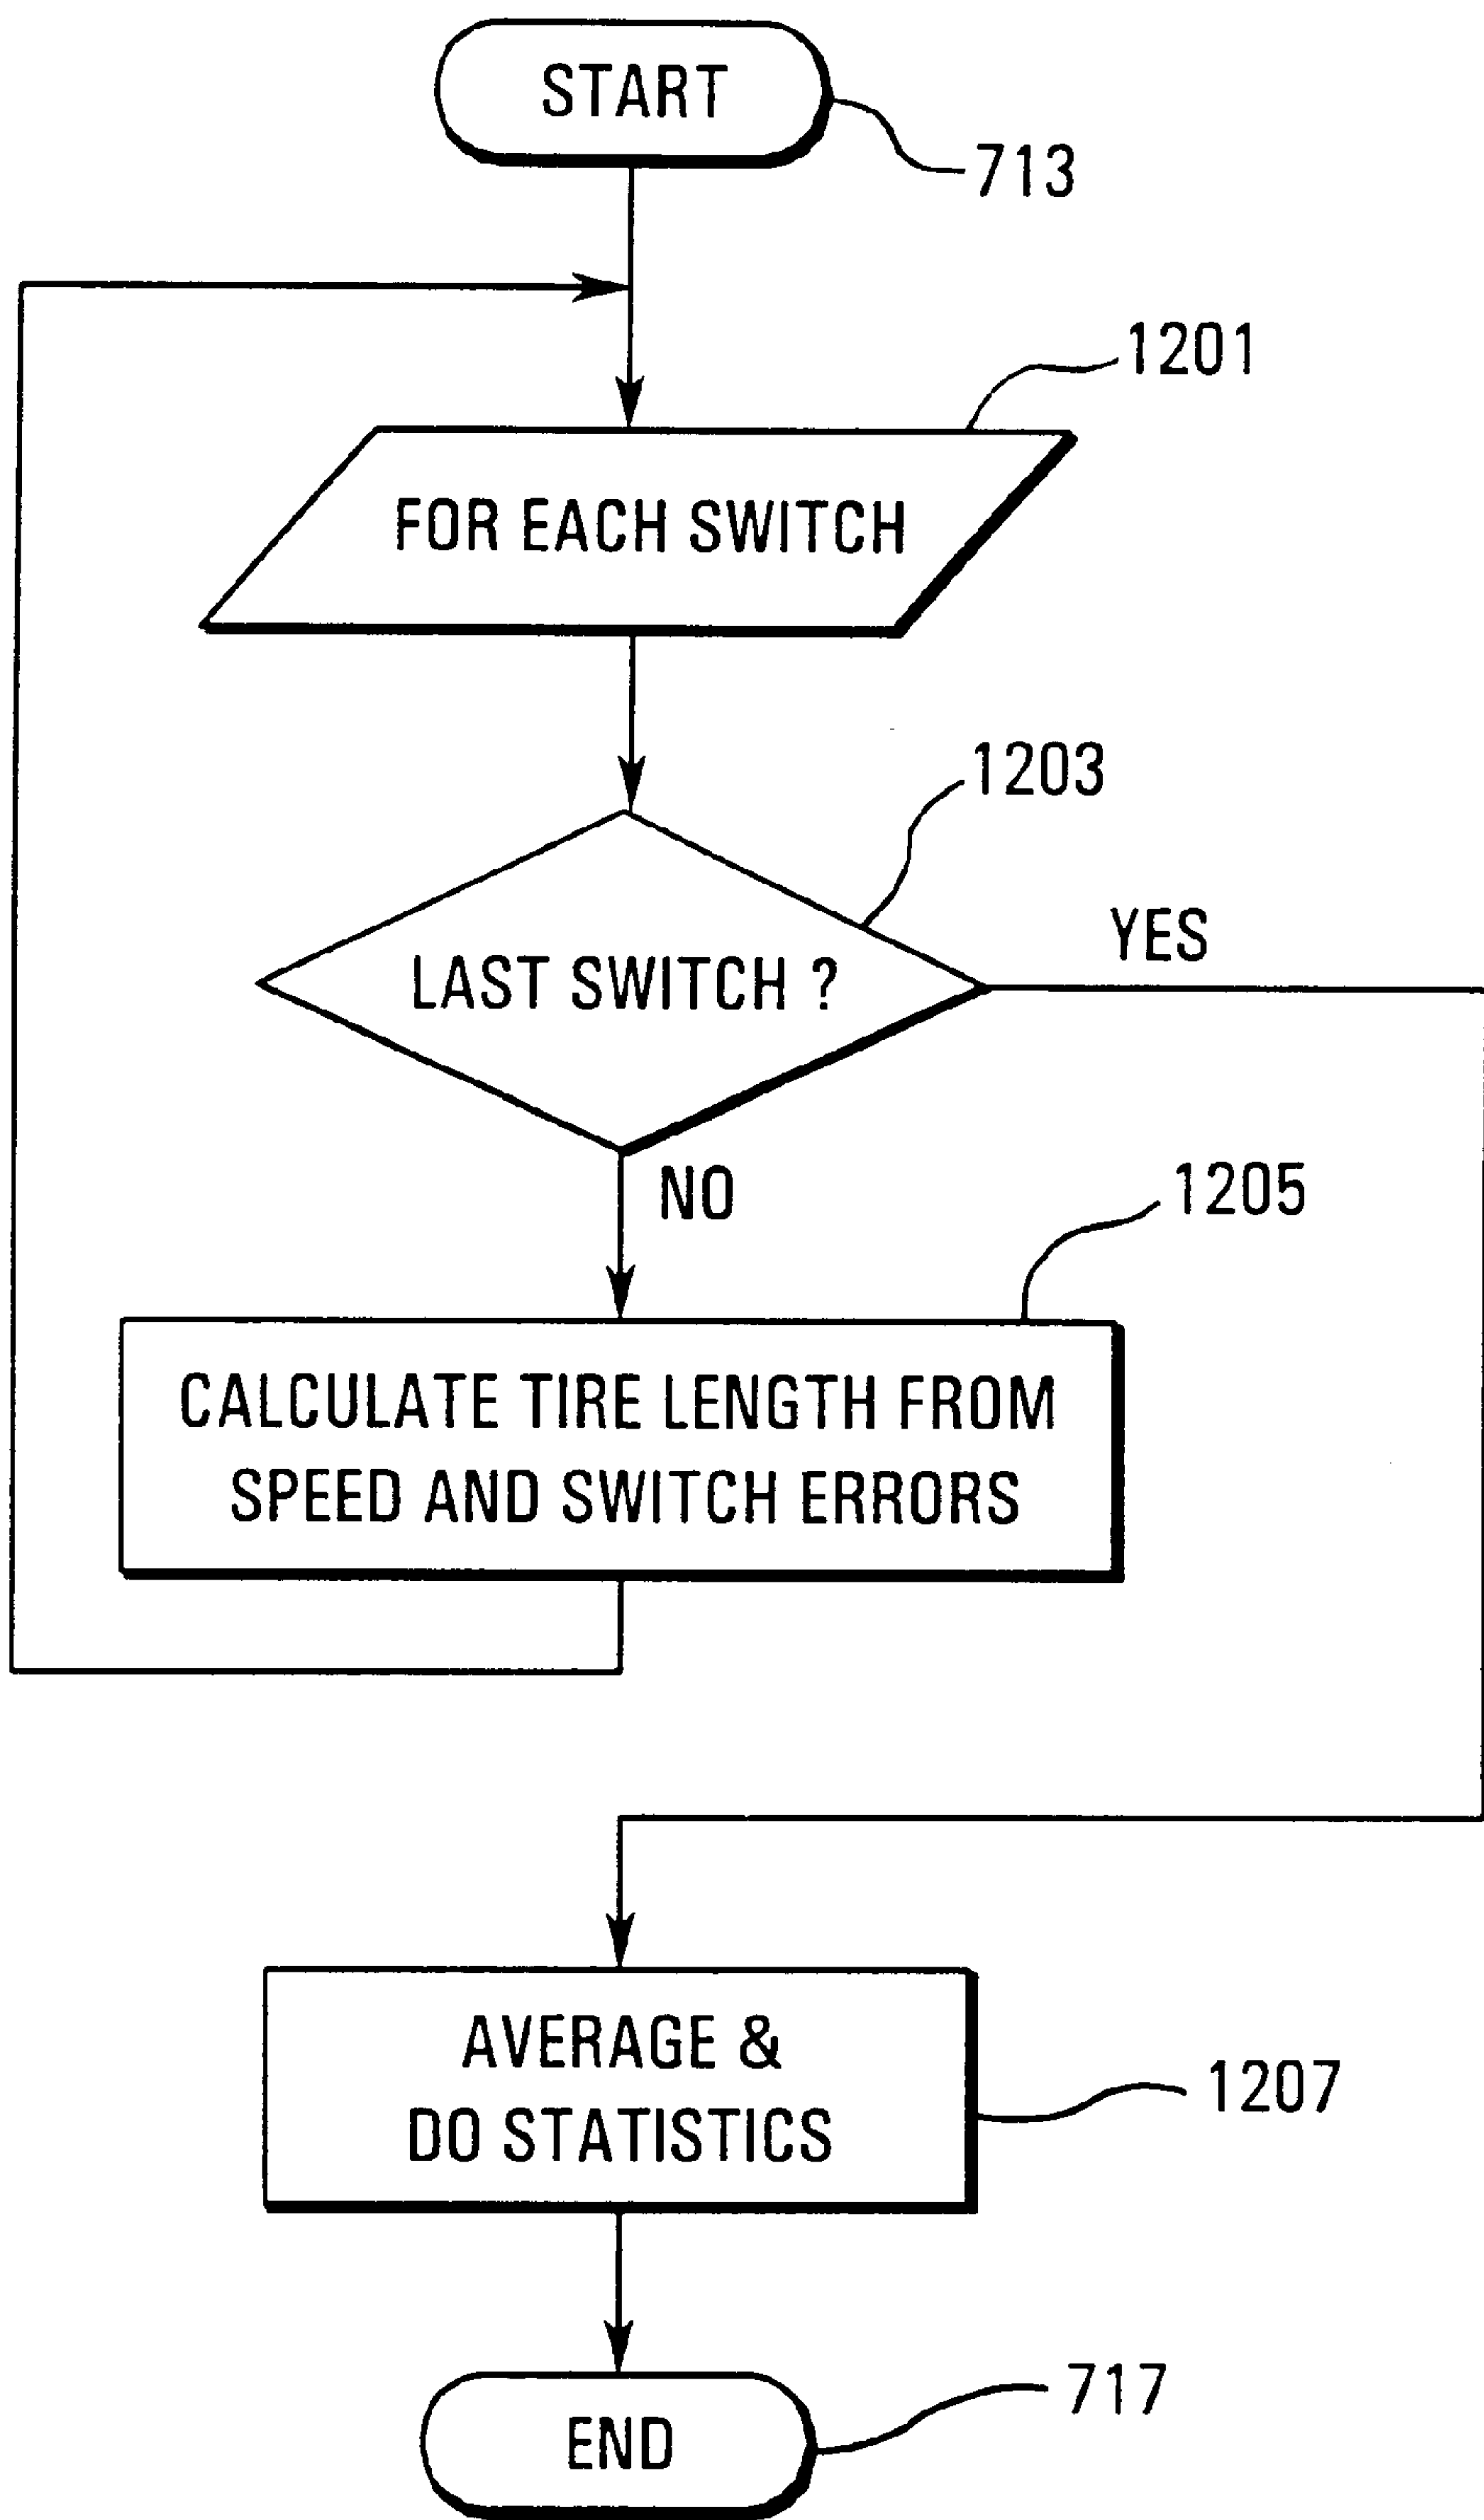 START
713
1201
FOR EACH SWITCH
1203
YES
LAST SWITCH ?
NO
1205
CALCULATE TIRE LENGTH FROM
SPEED AND SWITCH ERRORS
AVERAGE &
DO STATISTICS
1207
717
END